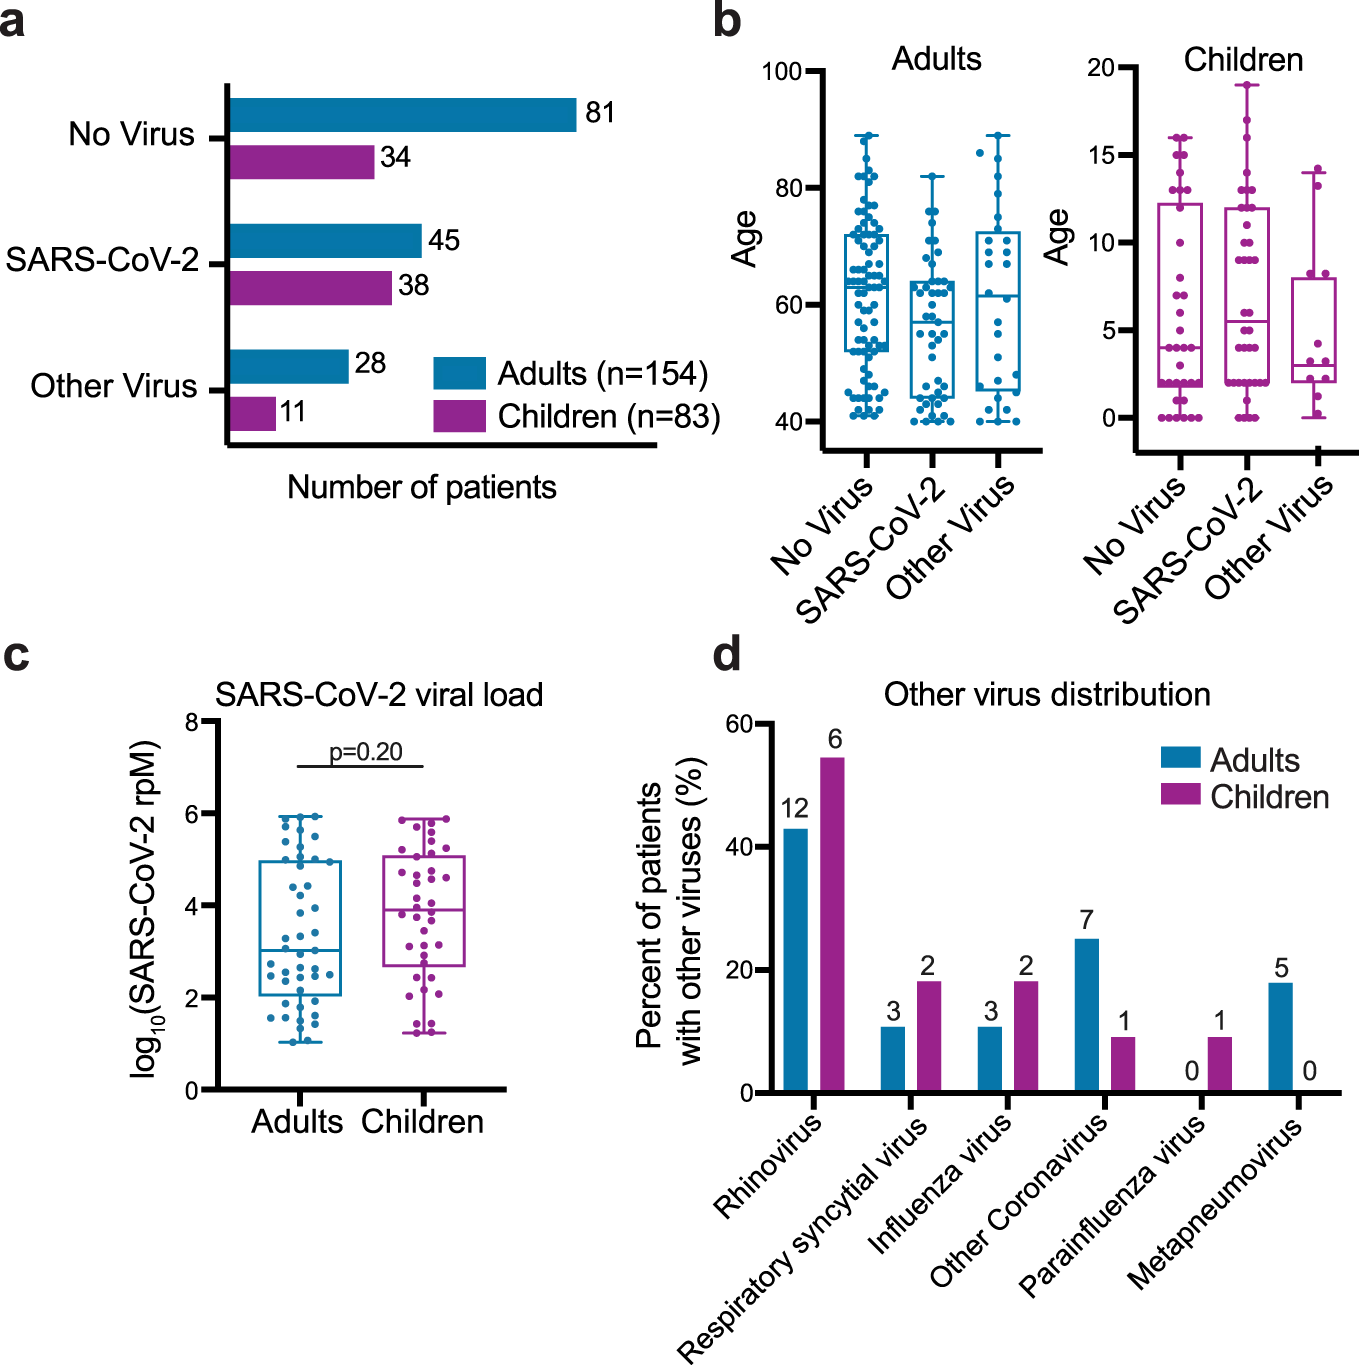 a
No Virus
81
34
SARS-CoV-2
45
38
Other Virus
28
11
Adults (n=154)
Children (n=83)
Number of patients
b
Adults
Age
100
80
60
40
No Virus
SARS-CoV-2
Other Virus
Children
Age
20
15
10
5
0
No Virus
SARS-CoV-2
Other Virus
c
SARS-CoV-2 viral load
log10(SARS-CoV-2 rpM)
8
6
4
2
0
p=0.20
Adults
Children
d
Other virus distribution
Percent of patients
with other viruses (%)
60
40
20
0
Adults
Children
12
6
3
2
3
2
7
1
0
1
5
0
Rhinovirus
Respiratory syncytial virus
Influenza virus
Other Coronavirus
Parainfluenza virus
Metapneumovirus